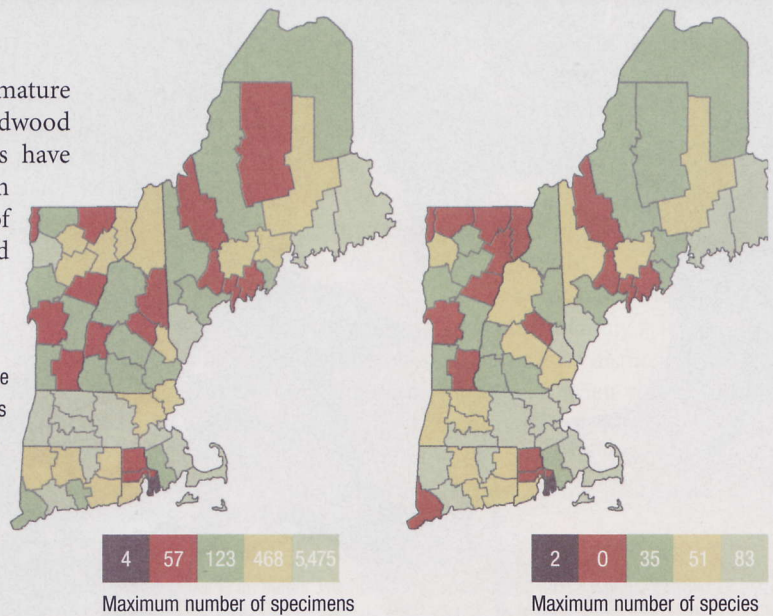 mature
dwood
s have
n
of
d
e
s
4 57 123 468 5,475
Maximum number of specimens
2 0 35 51 83
Maximum number of species